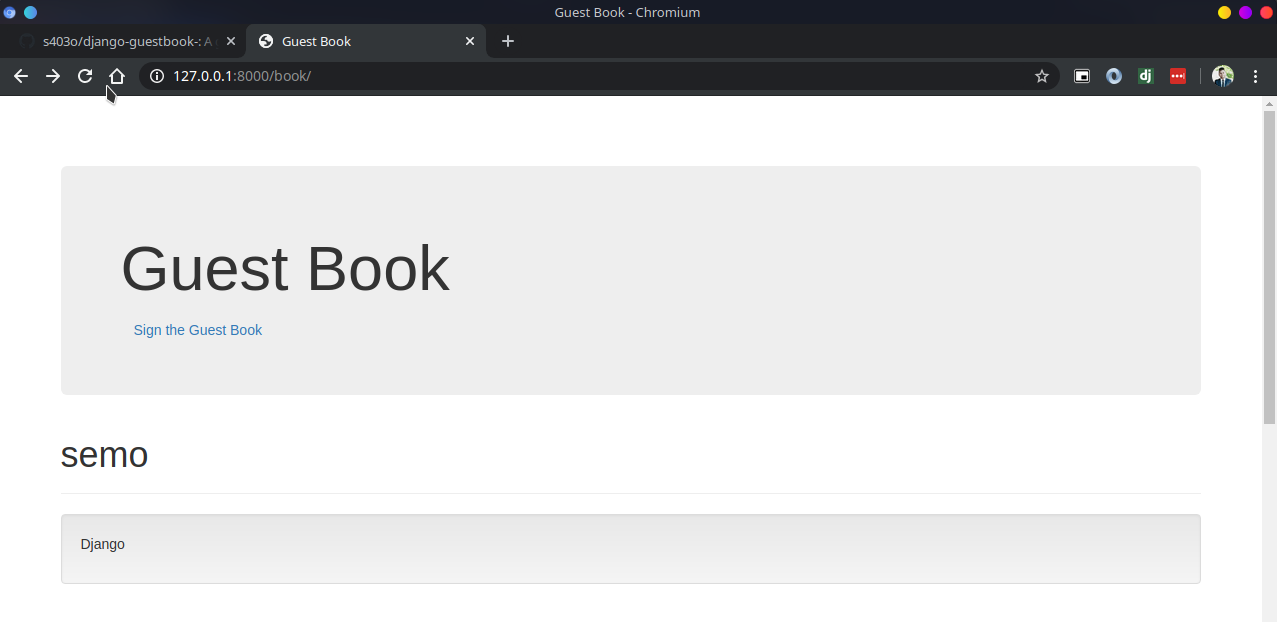 Guest Book - Chromium
s403o/django-guestbook-: A
Guest Book
127.0.0.1:8000/book/
dj
Guest Book
Sign the Guest Book
semo
Django